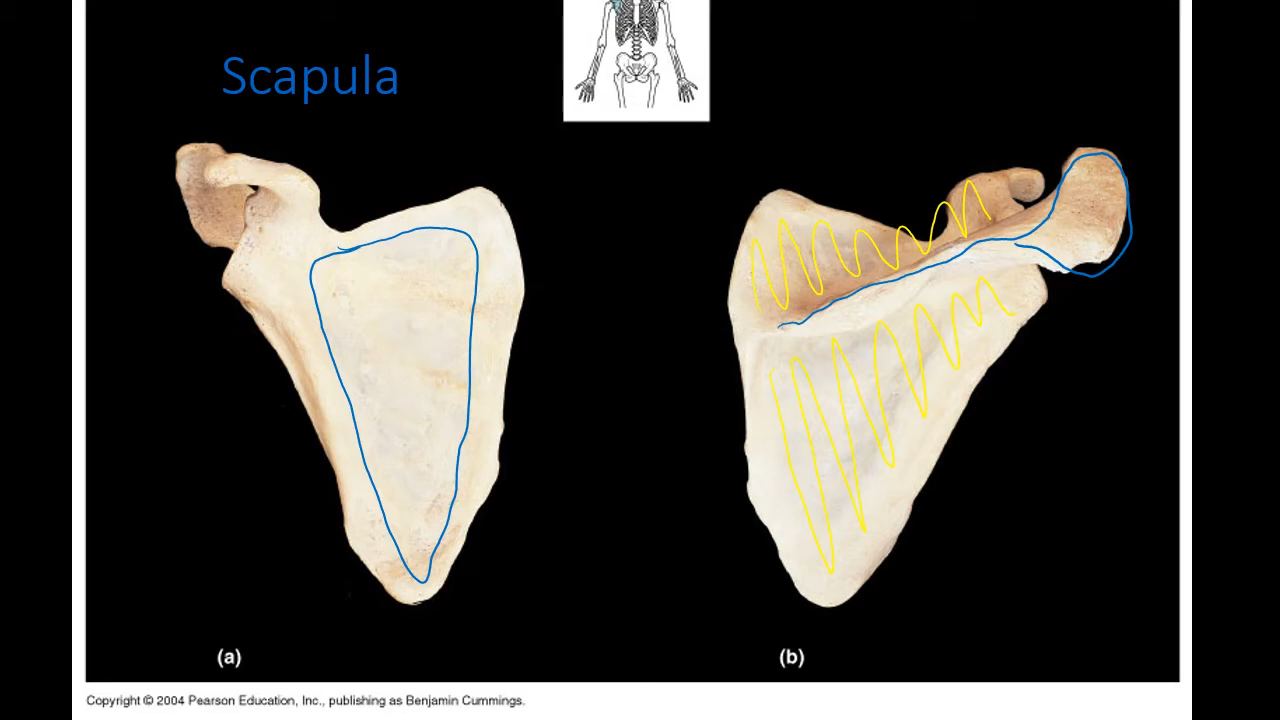 Scapula
(a)
(b)
Copyright © 2004 Pearson Education, Inc., publishing as Benjamin Cummings.